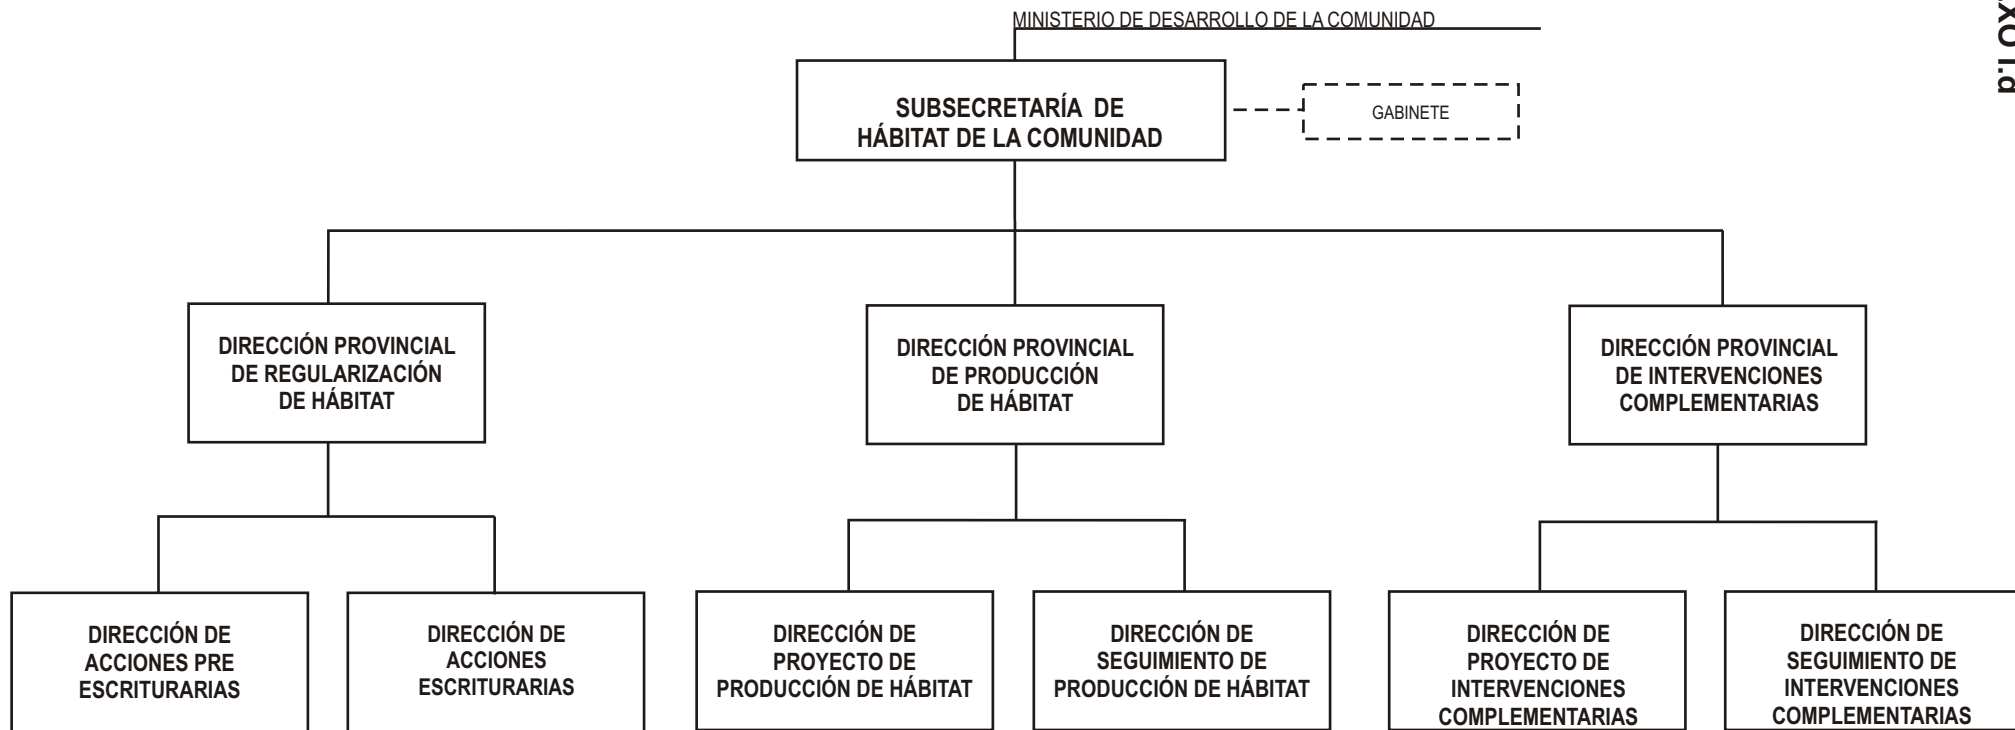 MINISTERIO DE DESARROLLO DE LA COMUNIDAD
SUBSECRETARÍA DE
HÁBITAT DE LA COMUNIDAD
GABINETE
DIRECCIÓN PROVINCIAL
DE REGULARIZACIÓN
DE HÁBITAT
DIRECCIÓN PROVINCIAL
DE PRODUCCIÓN
DE HÁBITAT
DIRECCIÓN PROVINCIAL
DE INTERVENCIONES
COMPLEMENTARIAS
DIRECCIÓN DE
ACCIONES PRE
ESCRITURARIAS
DIRECCIÓN DE
ACCIONES
ESCRITURARIAS
DIRECCIÓN DE
PROYECTO DE
PRODUCCIÓN DE HÁBITAT
DIRECCIÓN DE
SEGUIMIENTO DE
PRODUCCIÓN DE HÁBITAT
DIRECCIÓN DE
PROYECTO DE
INTERVENCIONES
COMPLEMENTARIAS
DIRECCIÓN DE
SEGUIMIENTO DE
INTERVENCIONES
COMPLEMENTARIAS